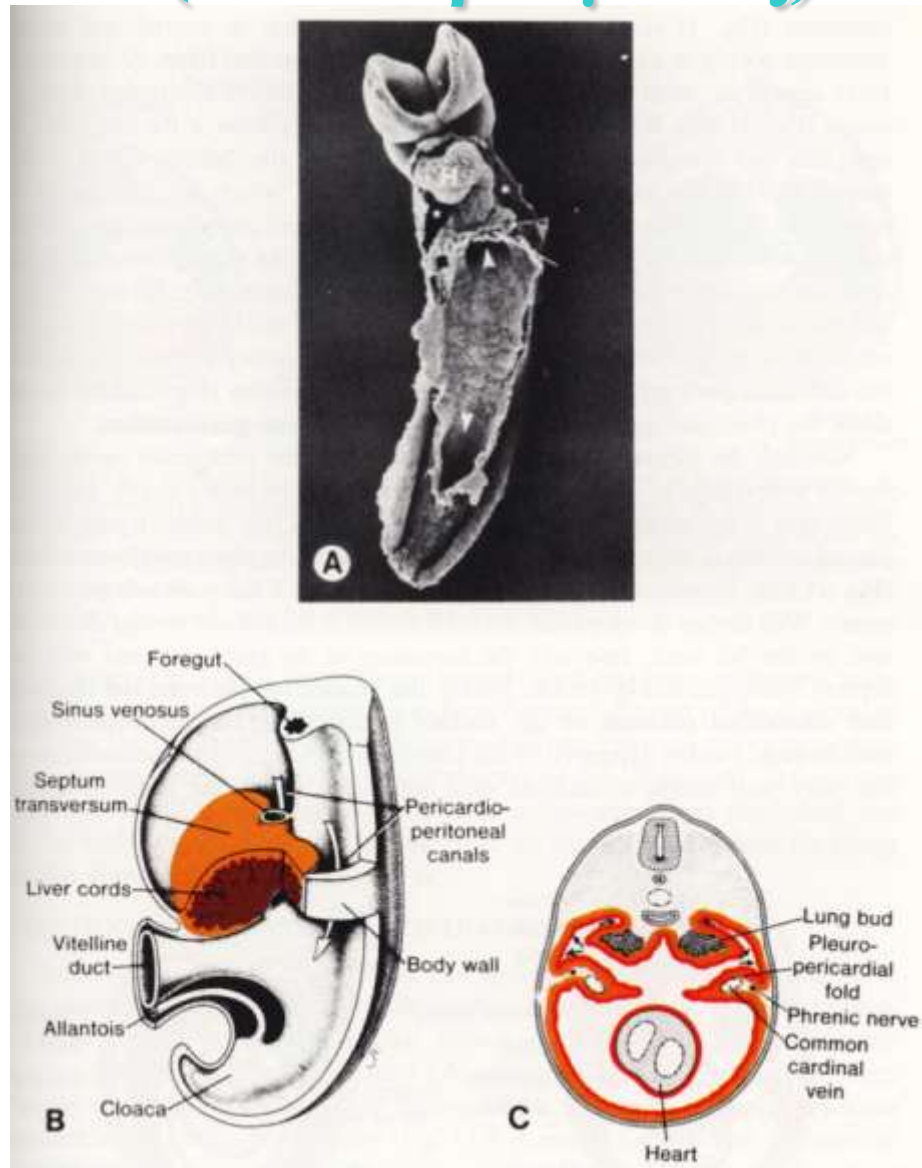 H
A
Foregut
Sinus venosus
Septum
transversum
Pericardio-
peritoneal
canals
Liver cords
Vitelline
duct
Body wall
Allantois
Cloaca
B
Lung bud
Pleuro-
pericardial
fold
Phrenic nerve
Common
cardinal
vein
Heart
C